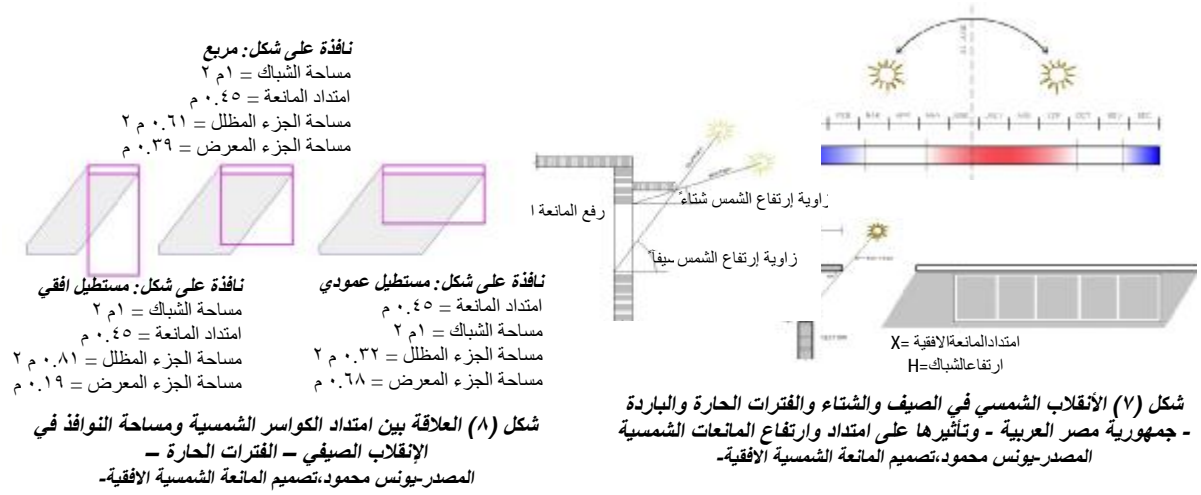 نافذة على شكل: مربع
مساحة الشباك = ١م ٢
امتداد المانعة = ٠.٤٥ م
مساحة الجزء المظلل = ٠.٦١ م ٢
مساحة الجزء المعرض = ٠.٣٩ م
نافذة على شكل: مستطيل عمودي
امتداد المانعة = ٠.٤٥ م
مساحة الشباك = ١م ٢
مساحة الجزء المظلل = ٠.٣٢ م ٢
مساحة الجزء المعرض = ٠.٦٨ م
نافذة على شكل: مستطيل افقي
مساحة الشباك = ١م ٢
امتداد المانعة = ٠.٤٥ م
مساحة الجزء المظلل = ٠.٨١ م ٢
مساحة الجزء المعرض = ٠.١٩ م
شكل (٨) العلاقة بين امتداد الكواسر الشمسية ومساحة النوافذ في
الإنقلاب الصيفي – الفترات الحارة –
المصدر-يونس محمود،تصميم المانعة الشمسية الافقية-
رفع المانعة ا
زاوية إرتفاع الشمس شتاءً
زاوية إرتفاع الشمس سيفاً
امتدادالمانعةالافقية =X
ارتفاعالشباك=H
شكل (٧) الأنقلاب الشمسي في الصيف والشتاء والفترات الحارة والباردة
- جمهورية مصر العربية - وتأثيرها على امتداد وارتفاع المانعات الشمسية
المصدر-يونس محمود،تصميم المانعة الشمسية الافقية-